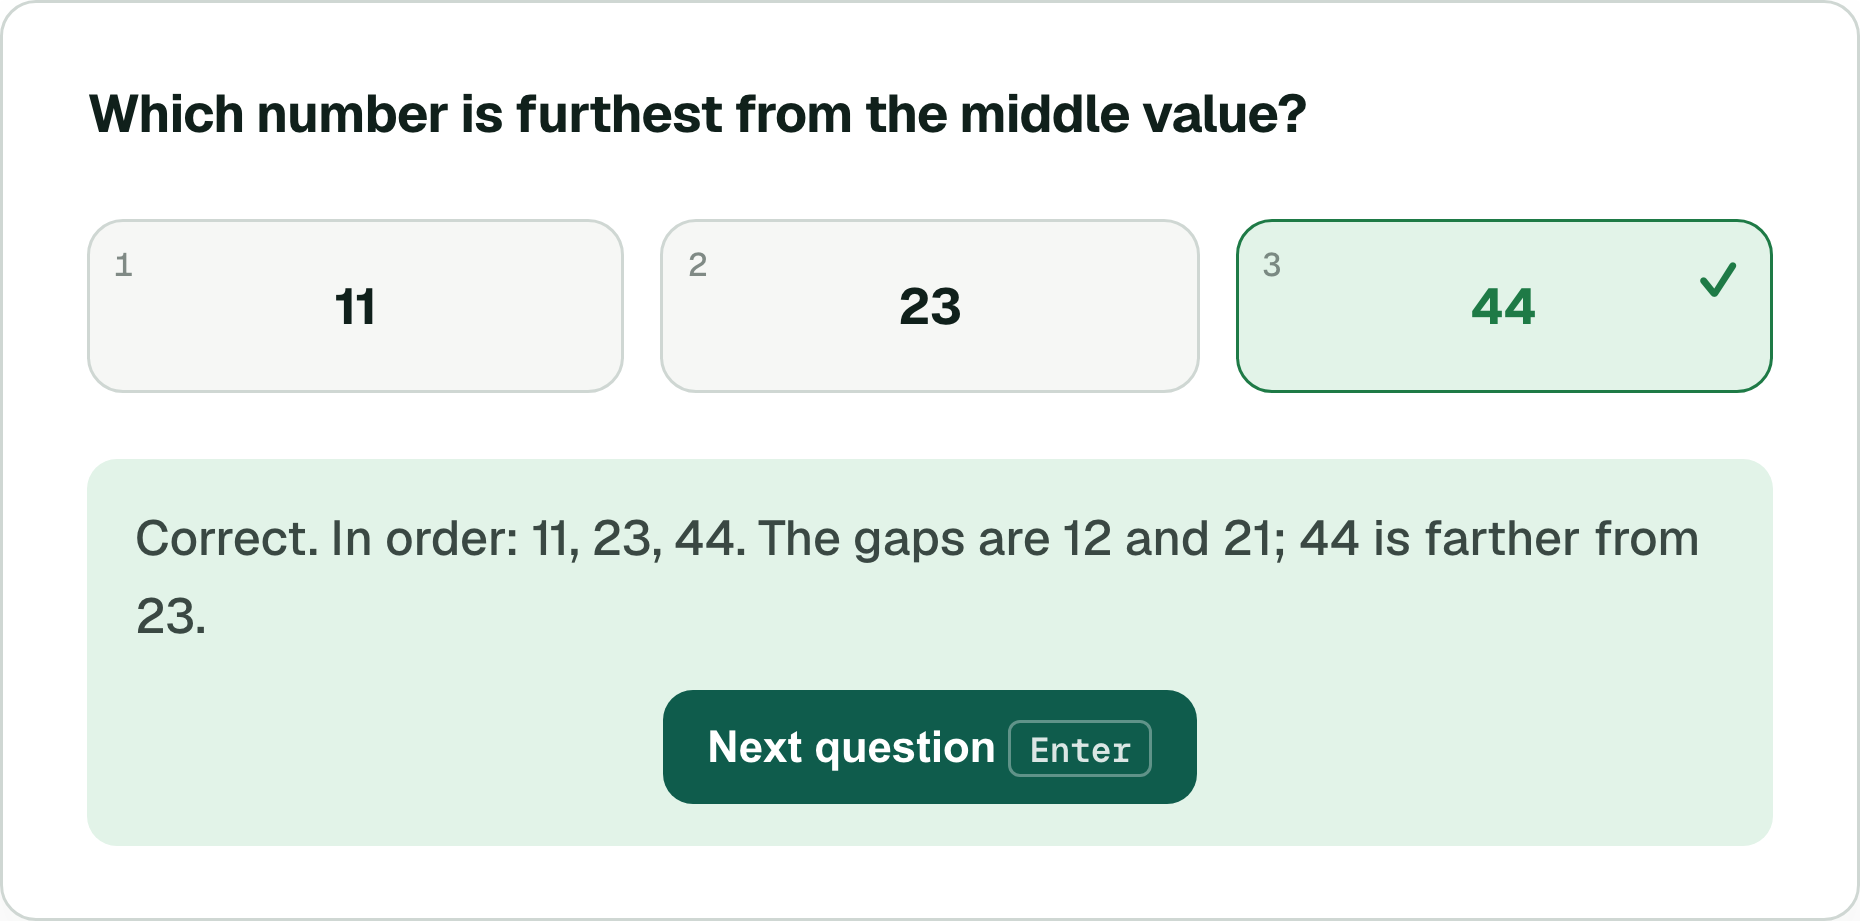 Which number is furthest from the middle value?
1
11
2
23
3
44
Correct. In order: 11, 23, 44. The gaps are 12 and 21; 44 is farther from
23.
Next question Enter